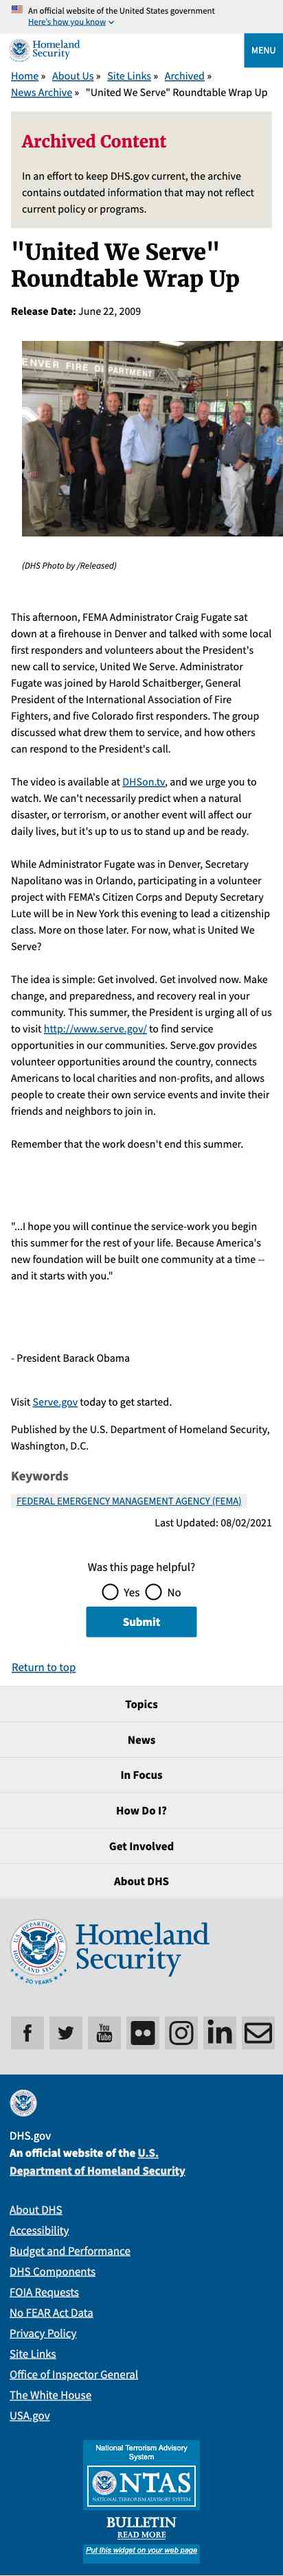 An official website of the United States government
Here's how you know
Homeland
Security
MENU
Home » About Us » Site Links » Archived »
News Archive » "United We Serve" Roundtable Wrap Up
Archived Content
In an effort to keep DHS.gov current, the archive
contains outdated information that may not reflect
current policy or programs.
"United We Serve"
Roundtable Wrap Up
Release Date: June 22, 2009
ENVER FIRE DEPARTMENT
(DHS Photo by /Released)
This afternoon, FEMA Administrator Craig Fugate sat
down at a firehouse in Denver and talked with some local
first responders and volunteers about the President's
new call to service, United We Serve. Administrator
Fugate was joined by Harold Schaitberger, General
President of the International Association of Fire
Fighters, and five Colorado first responders. The group
discussed what drew them to service, and how others
can respond to the President's call.
The video is available at DHSon.tv, and we urge you to
watch. We can't necessarily predict when a natural
disaster, or terrorism, or another event will affect our
daily lives, but it's up to us to stand up and be ready.
While Administrator Fugate was in Denver, Secretary
Napolitano was in Orlando, participating in a volunteer
project with FEMA's Citizen Corps and Deputy Secretary
Lute will be in New York this evening to lead a citizenship
class. More on those later. For now, what is United We
Serve?
The idea is simple: Get involved. Get involved now. Make
change, and preparedness, and recovery real in your
community. This summer, the President is urging all of us
to visit http://www.serve.gov/ to find service
opportunities in our communities. Serve.gov provides
volunteer opportunities around the country, connects
Americans to local charities and non-profits, and allows
people to create their own service events and invite their
friends and neighbors to join in.
Remember that the work doesn't end this summer.
"...I hope you will continue the service-work you begin
this summer for the rest of your life. Because America's
new foundation will be built one community at a time --
and it starts with you."
- President Barack Obama
Visit Serve.gov today to get started.
Published by the U.S. Department of Homeland Security,
Washington, D.C.
Keywords
FEDERAL EMERGENCY MANAGEMENT AGENCY (FEMA)
Last Updated: 08/02/2021
Was this page helpful?
Yes No
Submit
Return to top
Topics
News
In Focus
How Do I?
Get Involved
About DHS
Homeland
Security
20 YEARS
You
Tube
DHS.gov
An official website of the U.S.
Department of Homeland Security
About DHS
Accessibility
Budget and Performance
DHS Components
FOIA Requests
No FEAR Act Data
Privacy Policy
Site Links
Office of Inspector General
The White House
USA.gov
National Terrorism Advisory
System
NTAS
NATIONAL TERRORISM ADVISORY SYSTEM
BULLETIN
READ MORE
Put this widget on your web page